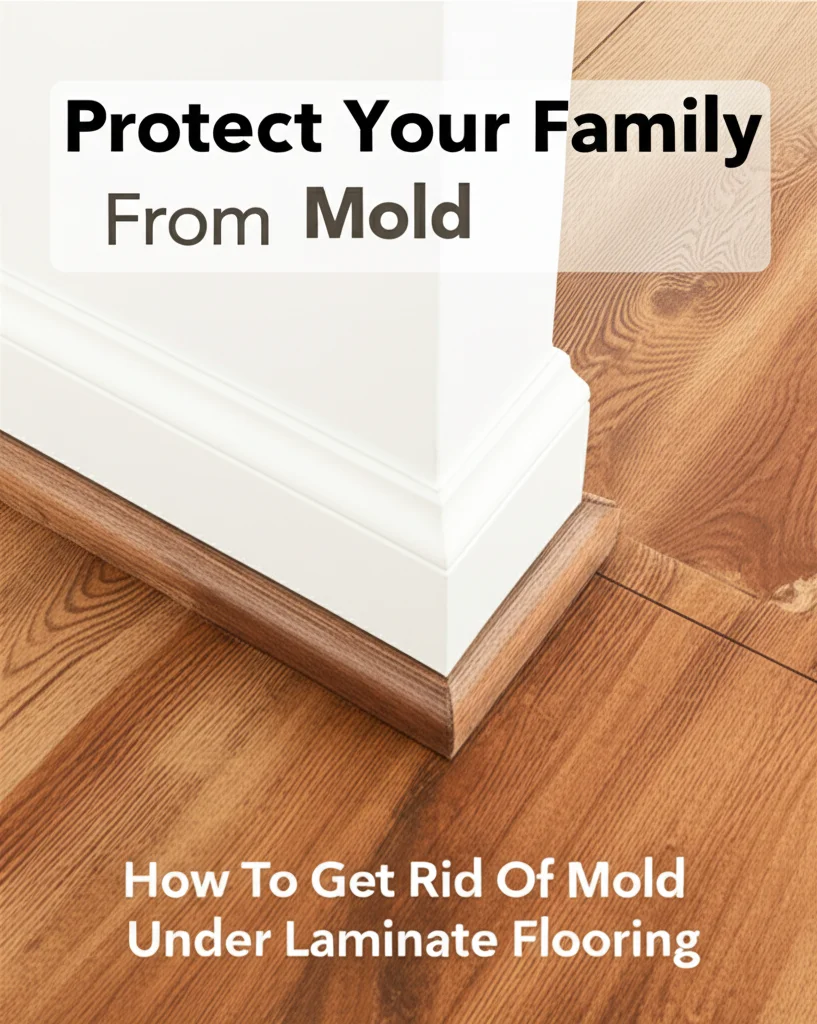 Protect Your Family
From Mold
How To Get Rid Of Mold
Under Laminate Flooring